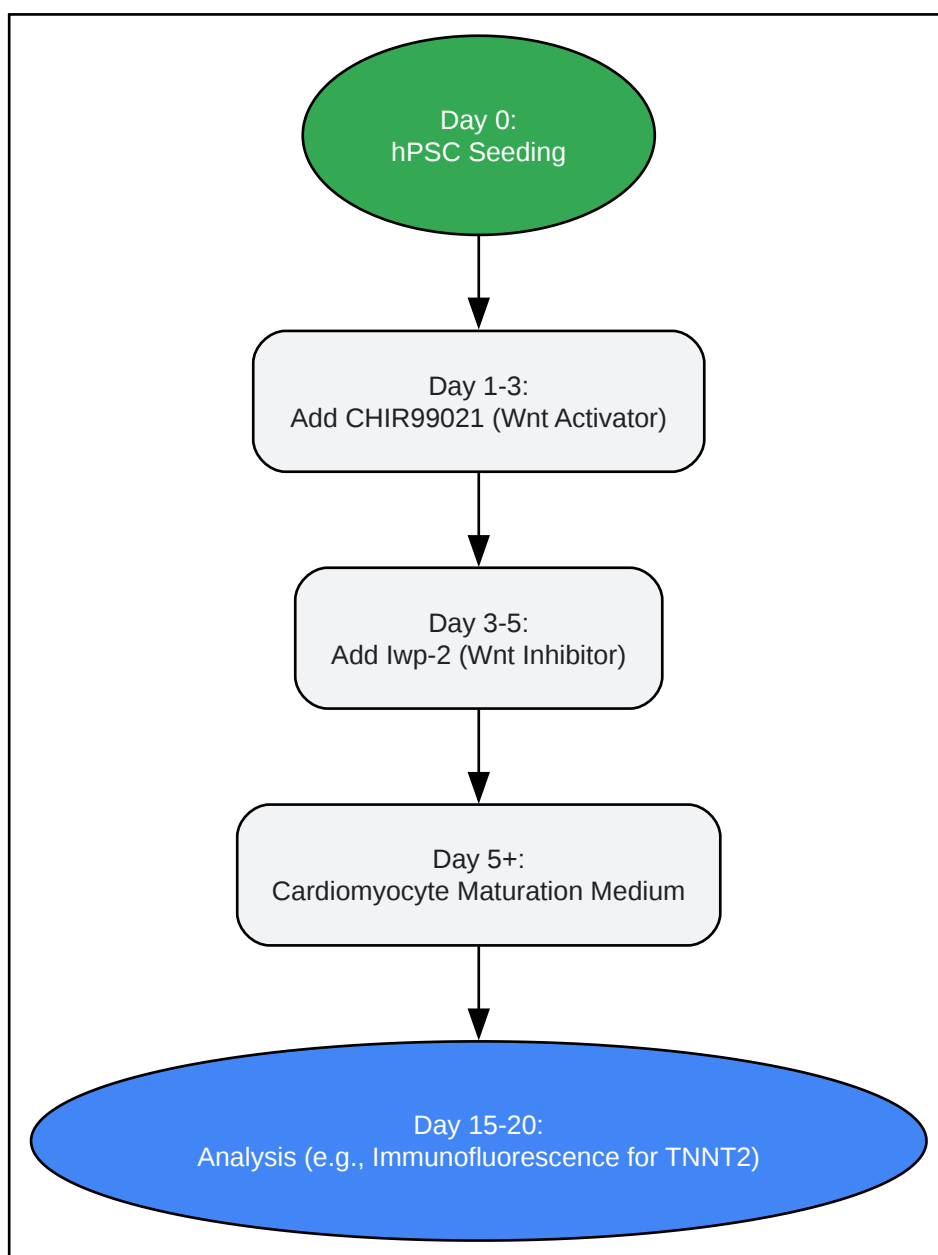 Day 0:
hPSC Seeding
Day 1-3:
Add CHIR99021 (Wnt Activator)
Day 3-5:
Add Iwp-2 (Wnt Inhibitor)
Day 5+:
Cardiomyocyte Maturation Medium
Day 15-20:
Analysis (e.g., Immunofluorescence for TNNT2)